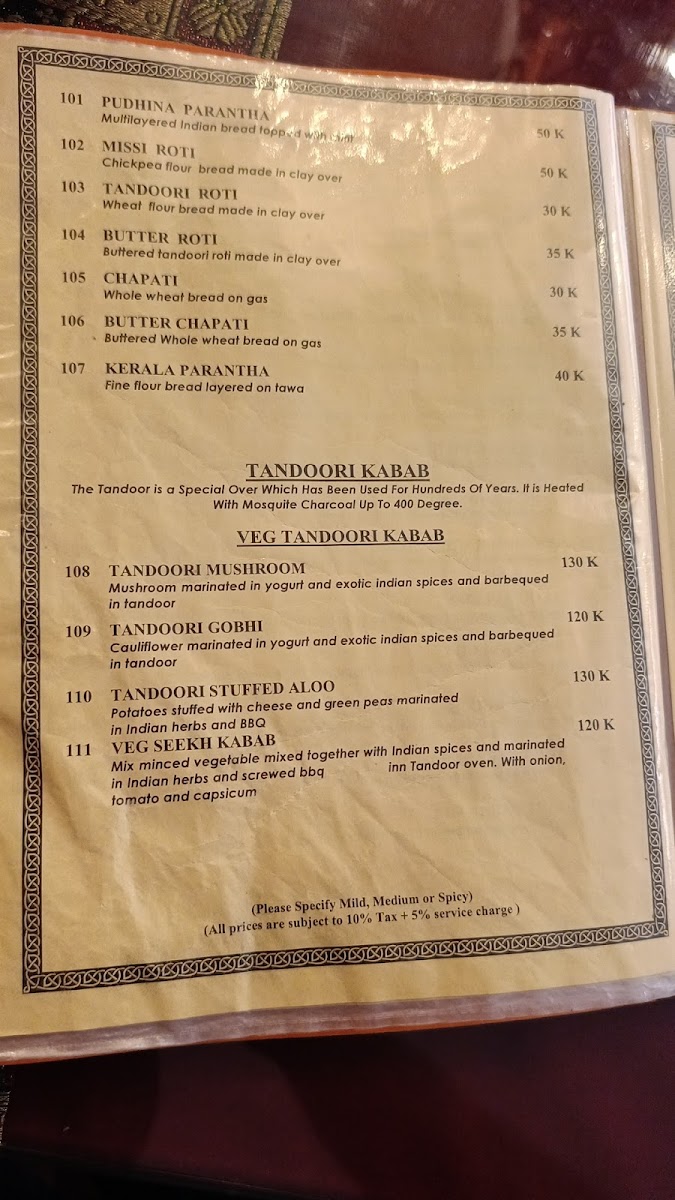 101 PUDHINA PARANTHA
Multilayered Indian bread topped with mint 50 K
102 MISSI ROTI
Chickpea flour bread made in clay over 50 K
103 TANDOORI ROTI
Wheat flour bread made in clay over 30 K
104 BUTTER ROTI
Buttered tandoori roti made in clay over 35 K
105 CHAPATI
Whole wheat bread on gas 30 K
106 BUTTER CHAPATI
Buttered Whole wheat bread on gas 35 K
107 KERALA PARANTHA 40 K
Fine flour bread layered on tawa
TANDOORI KABAB
The Tandoor is a Special Over Which Has Been Used For Hundreds Of Years. It is Heated
With Mosquite Charcoal Up To 400 Degree.
VEG TANDOORI KABAB
108 TANDOORI MUSHROOM 130 K
Mushroom marinated in yogurt and exotic indian spices and barbequed
in tandoor
109 TANDOORI GOBHI 120 K
Cauliflower marinated in yogurt and exotic indian spices and barbequed
in tandoor
110 TANDOORI STUFFED ALOO 130 K
Potatoes stuffed with cheese and green peas marinated
in Indian herbs and BBQ
111 VEG SEEKH KABAB 120 K
Mix minced vegetable mixed together with Indian spices and marinated
in Indian herbs and screwed bbq inn Tandoor oven. With onion,
tomato and capsicum
(Please Specify Mild, Medium or Spicy)
(All prices are subject to 10% Tax + 5% service charge )